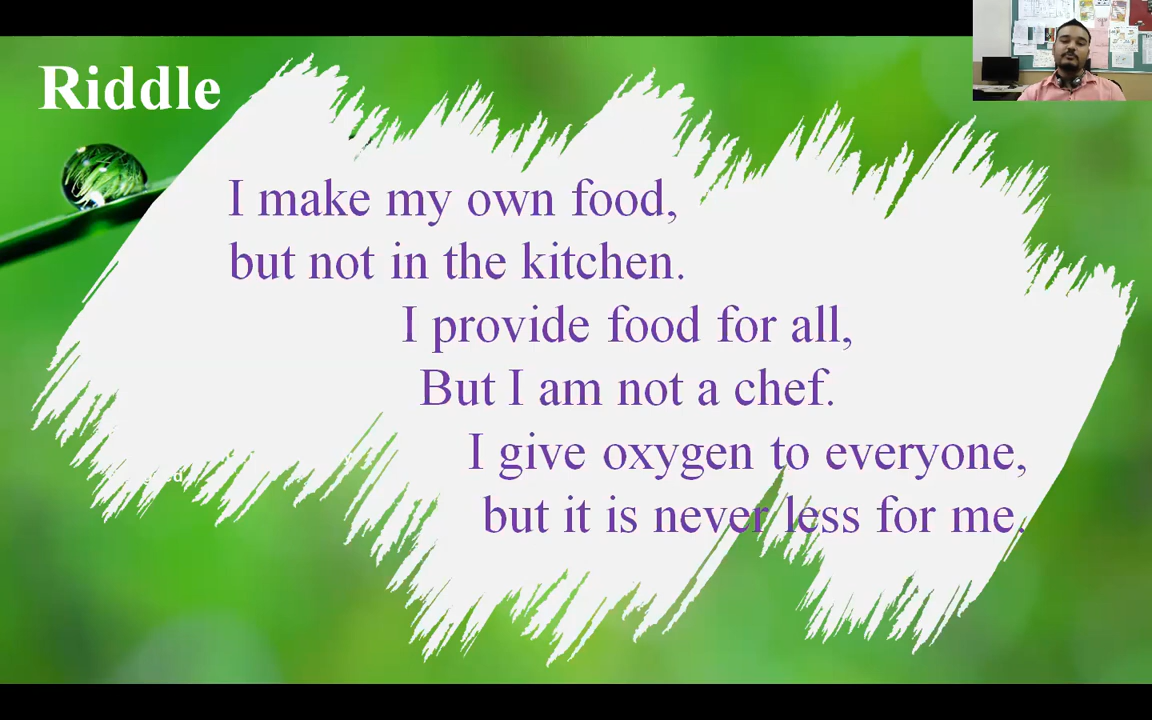 Riddle
I make my own food,
but not in the kitchen.
I provide food for all,
But I am not a chef.
I give oxygen to everyone,
but it is never less for me.